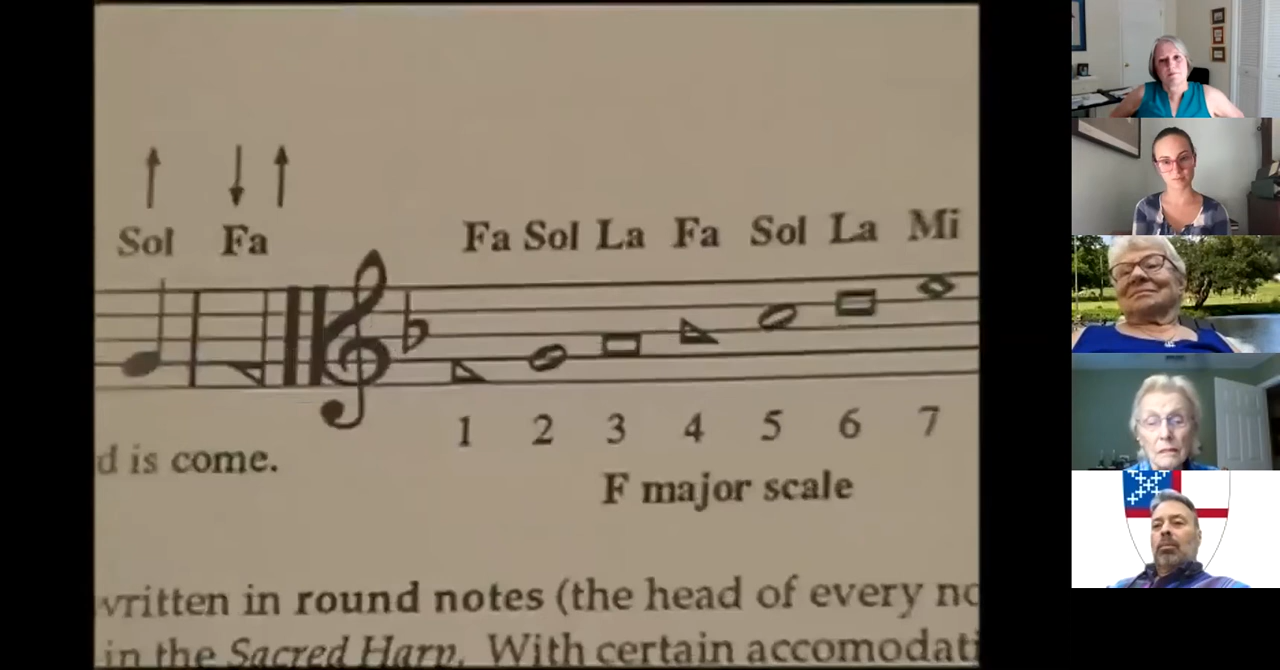 Sol Fa Fa Sol La Fa Sol La Mi
1 2 3 4 5 6 7
d is come.
F major scale
written in round notes (the head of every no
in the Sacred Harp. With certain accomodati